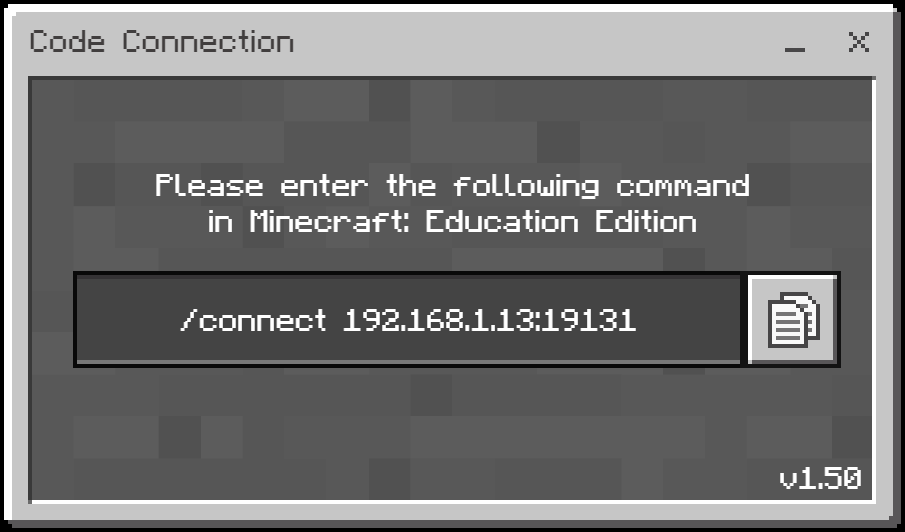 Code Connection
Please enter the following command
in Minecraft: Education Edition
/connect 192.168.1.13:19131
v1.50